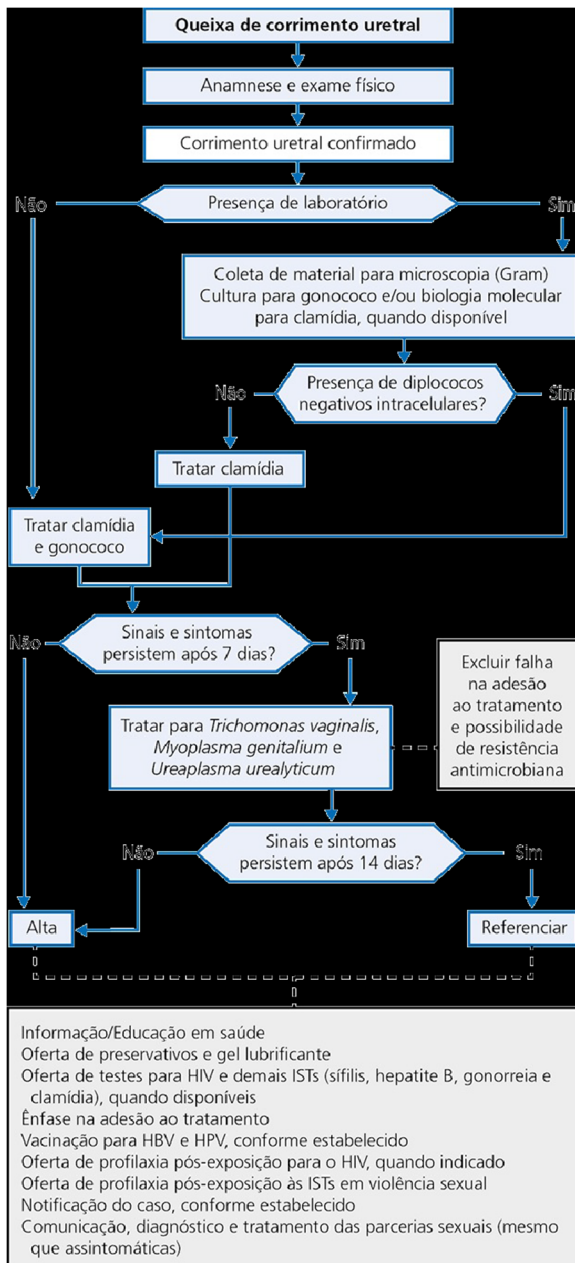 Queixa de corrimento uretral
Anamnese e exame físico
Corrimento uretral confirmado
Não
Presença de laboratório
Sim
Coleta de material para microscopia (Gram)
Cultura para gonococo e/ou biologia molecular
para clamídia, quando disponível
Não
Presença de diplococos
negativos intracelulares?
Sim
Tratar clamídia
Tratar clamídia
e gonococo
Não
Sinais e sintomas
persistem após 7 dias?
Sim
Excluir falha
na adesão
ao tratamento
e possibilidade
de resistência
antimicrobiana
Tratar para Trichomonas vaginalis,
Myoplasma genitalium e
Ureaplasma urealyticum
Não
Sinais e sintomas
persistem após 14 dias?
Sim
Alta
Referenciar
Informação/Educação em saúde
Oferta de preservativos e gel lubrificante
Oferta de testes para HIV e demais ISTs (sífilis, hepatite B, gonorreia e
clamídia), quando disponíveis
Ênfase na adesão ao tratamento
Vacinação para HBV e HPV, conforme estabelecido
Oferta de profilaxia pós-exposição para o HIV, quando indicado
Oferta de profilaxia pós-exposição às ISTs em violência sexual
Notificação do caso, conforme estabelecido
Comunicação, diagnóstico e tratamento das parcerias sexuais (mesmo
que assintomáticas)